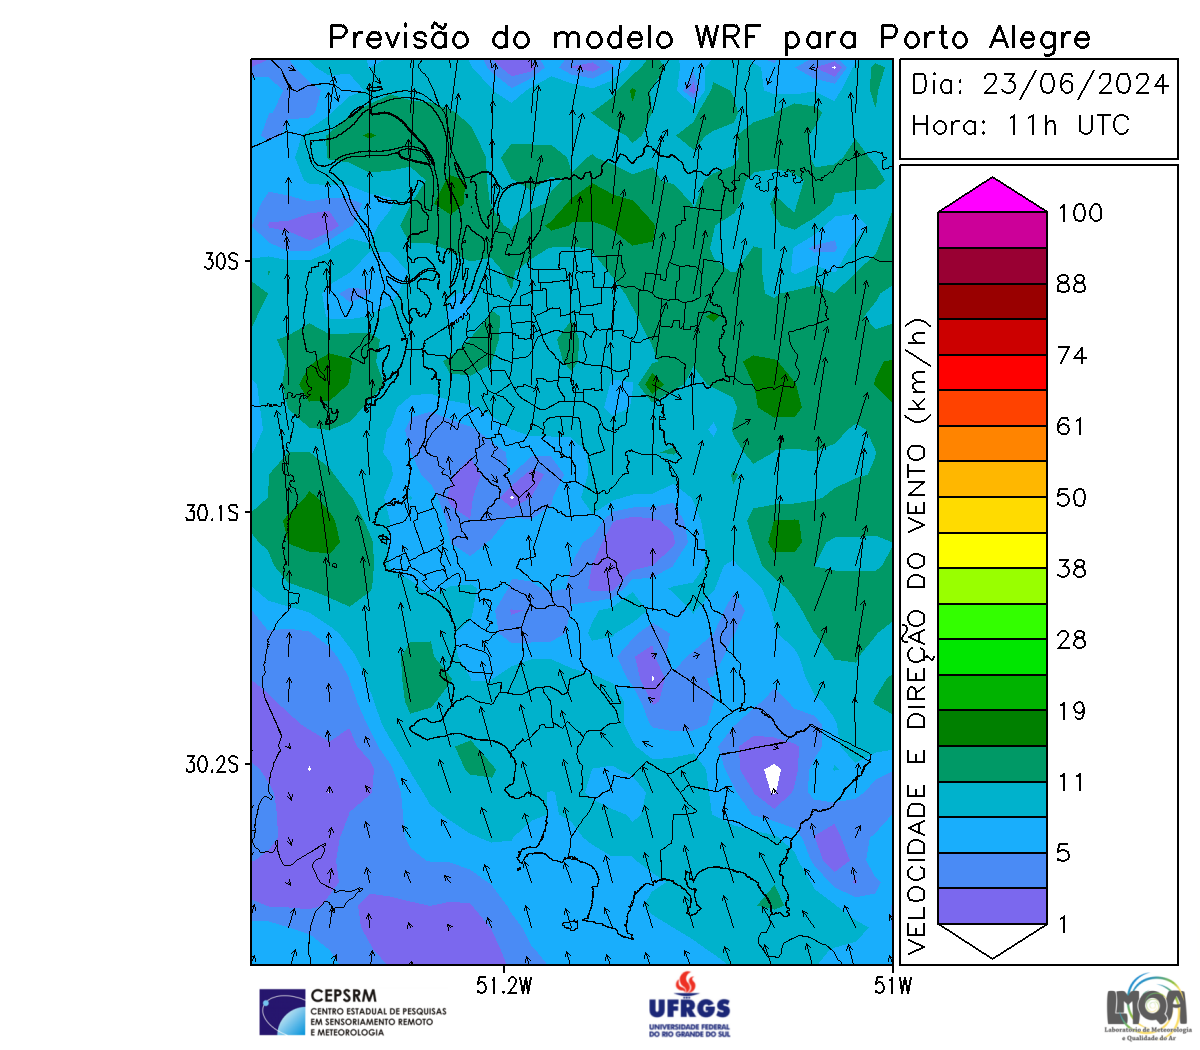 Previsão do modelo WRF para Porto Alegre
Dia: 23/06/2024
Hora: 11h UTC
30S
30.1S
30.2S
51.2W
51W
VELOCIDADE E DIREÇÃO DO VENTO (km/h)
100
88
74
61
50
38
28
19
11
5
1
CEPSRM
CENTRO ESTADUAL DE PESQUISAS
EM SENSORIAMENTO REMOTO
E METEOROLOGIA
UFRGS
UNIVERSIDADE FEDERAL
DO RIO GRANDE DO SUL
LMQA
Laboratório de Meteorologia
e Qualidade do Ar